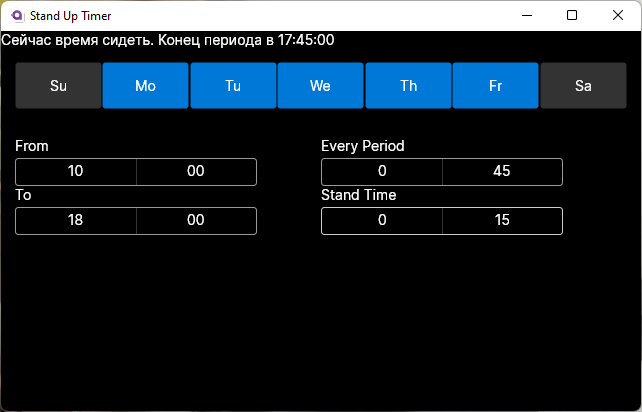 Stand Up Timer
Сейчас время сидеть. Конец периода в 17:45:00
Su Mo Tu We Th Fr Sa
From Every Period
10 00 0 45
To Stand Time
18 00 0 15